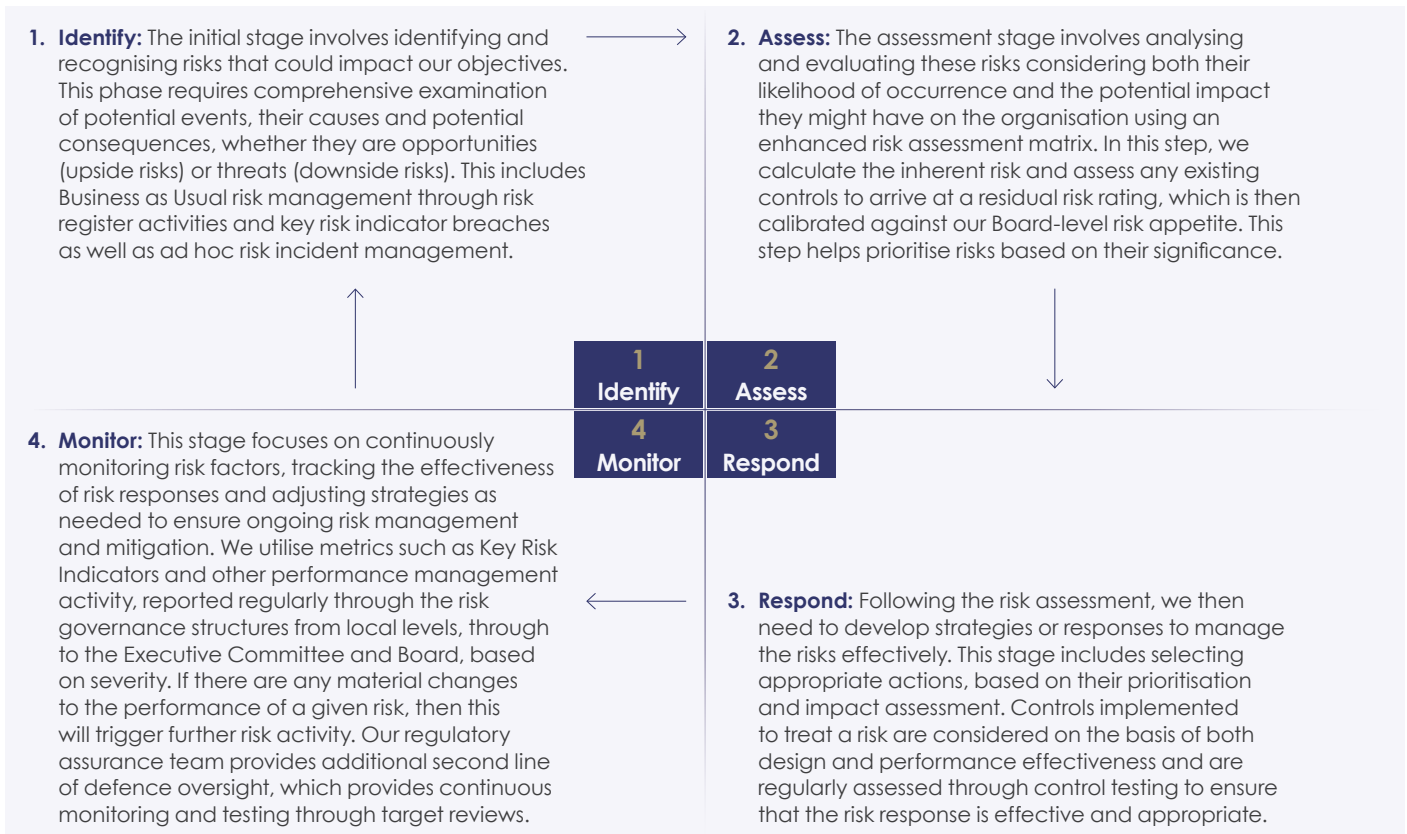 1. Identify: The initial stage involves identifying and
recognising risks that could impact our objectives.
This phase requires comprehensive examination
of potential events, their causes and potential
consequences, whether they are opportunities
(upside risks) or threats (downside risks). This includes
Business as Usual risk management through risk
register activities and key risk indicator breaches
as well as ad hoc risk incident management.
2. Assess: The assessment stage involves analysing
and evaluating these risks considering both their
likelihood of occurrence and the potential impact
they might have on the organisation using an
enhanced risk assessment matrix. In this step, we
calculate the inherent risk and assess any existing
controls to arrive at a residual risk rating, which is then
calibrated against our Board-level risk appetite. This
step helps prioritise risks based on their significance.
1
Identify
2
Assess
4
Monitor
3
Respond
4. Monitor: This stage focuses on continuously
monitoring risk factors, tracking the effectiveness
of risk responses and adjusting strategies as
needed to ensure ongoing risk management
and mitigation. We utilise metrics such as Key Risk
Indicators and other performance management
activity, reported regularly through the risk
governance structures from local levels, through
to the Executive Committee and Board, based
on severity. If there are any material changes
to the performance of a given risk, then this
will trigger further risk activity. Our regulatory
assurance team provides additional second line
of defence oversight, which provides continuous
monitoring and testing through target reviews.
3. Respond: Following the risk assessment, we then
need to develop strategies or responses to manage
the risks effectively. This stage includes selecting
appropriate actions, based on their prioritisation
and impact assessment. Controls implemented
to treat a risk are considered on the basis of both
design and performance effectiveness and are
regularly assessed through control testing to ensure
that the risk response is effective and appropriate.